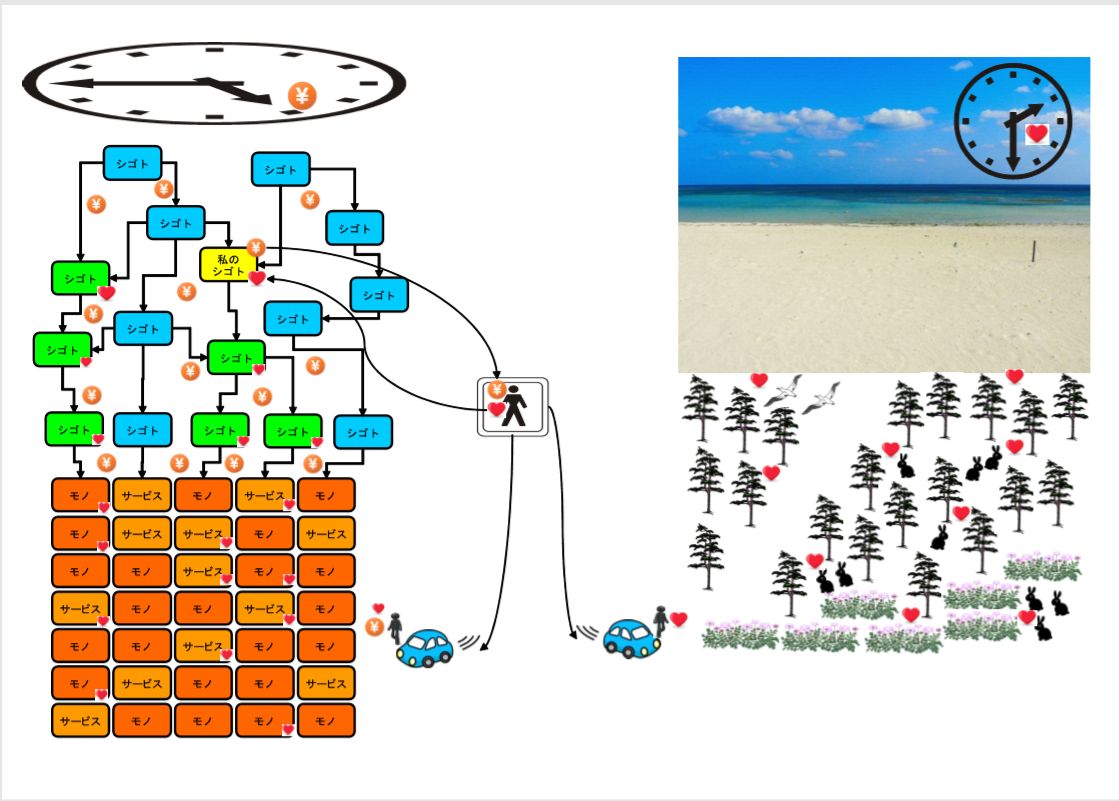 シゴト
シゴト
シゴト
シゴト
私の
シゴト
シゴト
シゴト
シゴト
シゴト
シゴト
シゴト
シゴト
シゴト
シゴト
シゴト
シゴト
モノ サービス モノ サービス モノ
モノ サービス サービス モノ サービス
モノ モノ サービス モノ モノ
サービス モノ モノ サービス モノ
モノ モノ サービス モノ モノ
モノ サービス モノ モノ サービス
サービス モノ モノ モノ モノ